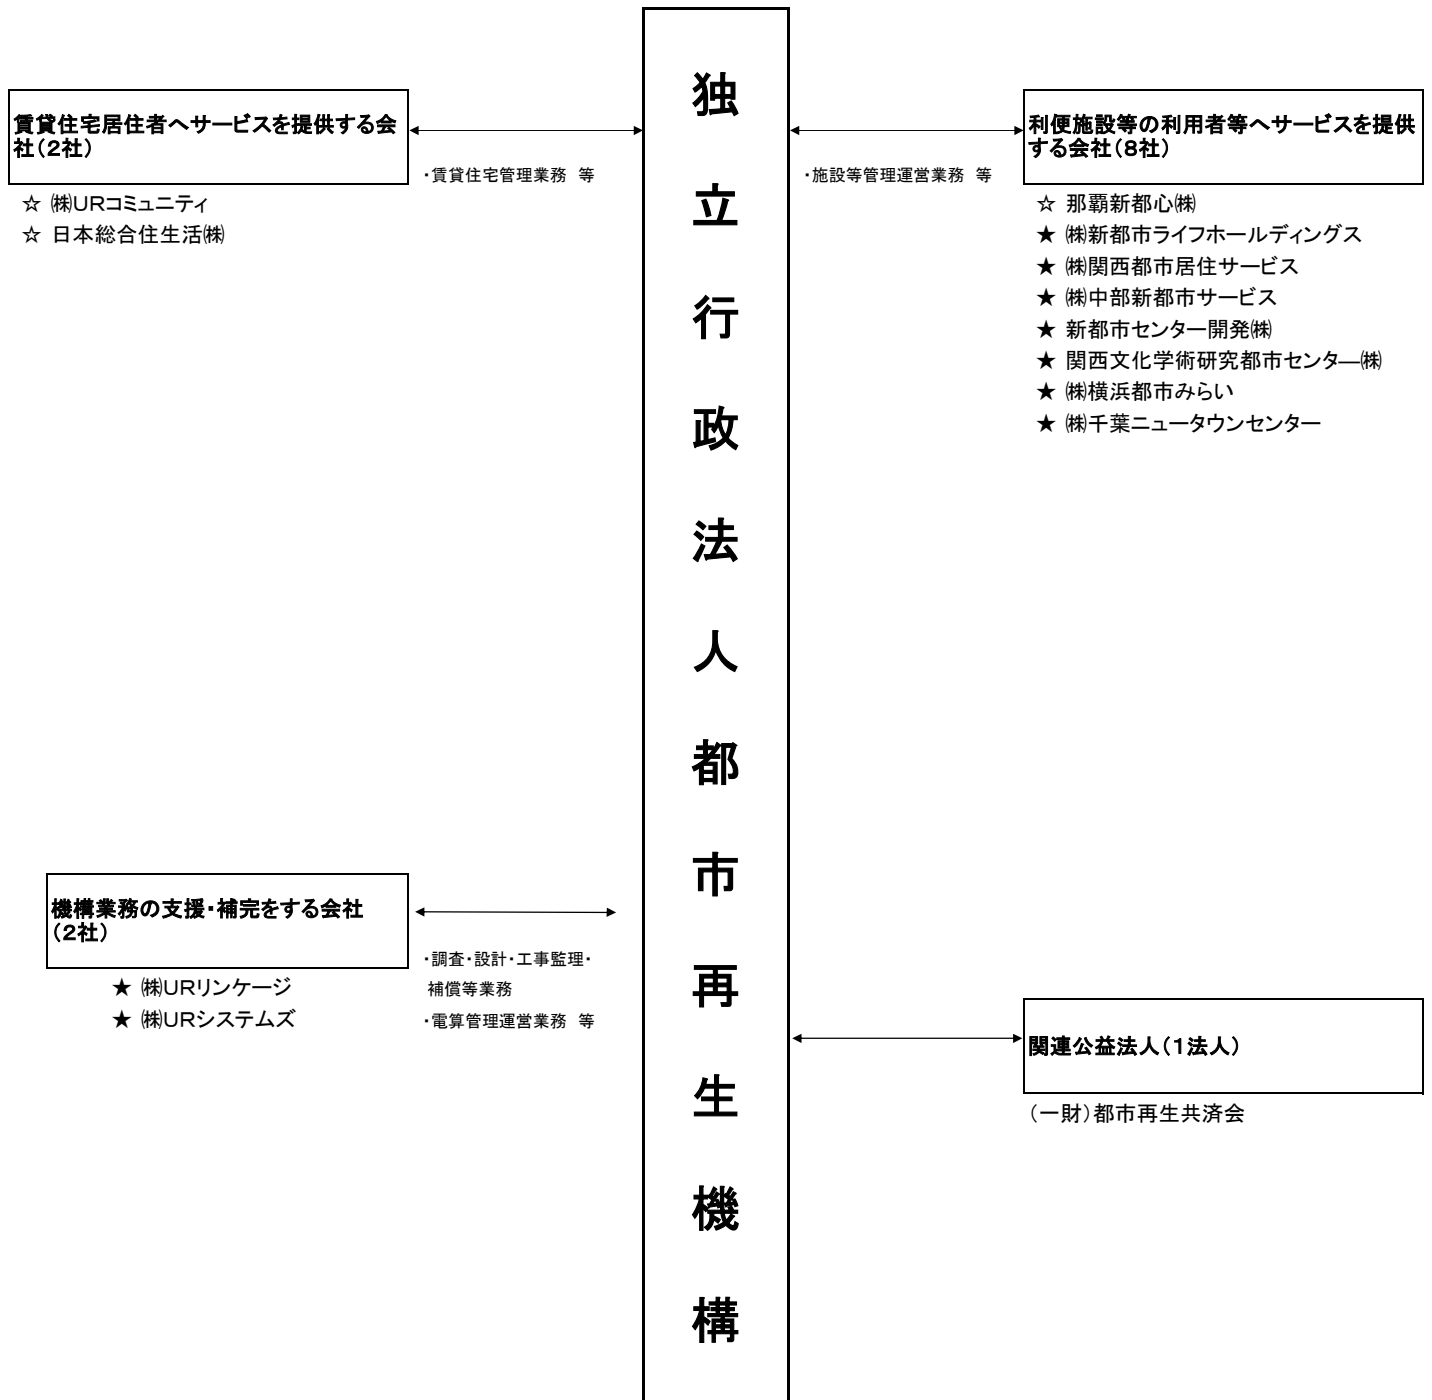 独立行政法人都市再生機構
賃貸住宅居住者へサービスを提供する会
社(2社)
・賃貸住宅管理業務　等
☆ ㈱URコミュニティ
☆ 日本総合住生活㈱
利便施設等の利用者等へサービスを提供
する会社(8社)
・施設等管理運営業務　等
☆ 那覇新都心㈱
★ ㈱新都市ライフホールディングス
★ ㈱関西都市居住サービス
★ ㈱中部新都市サービス
★ 新都市センター開発㈱
★ 関西文化学術研究都市センタ―㈱
★ ㈱横浜都市みらい
★ ㈱千葉ニュータウンセンター
機構業務の支援・補完をする会社
(2社)
・調査・設計・工事監理・
補償等業務
・電算管理運営業務　等
★ ㈱URリンケージ
★ ㈱URシステムズ
関連公益法人(1法人)
(一財)都市再生共済会